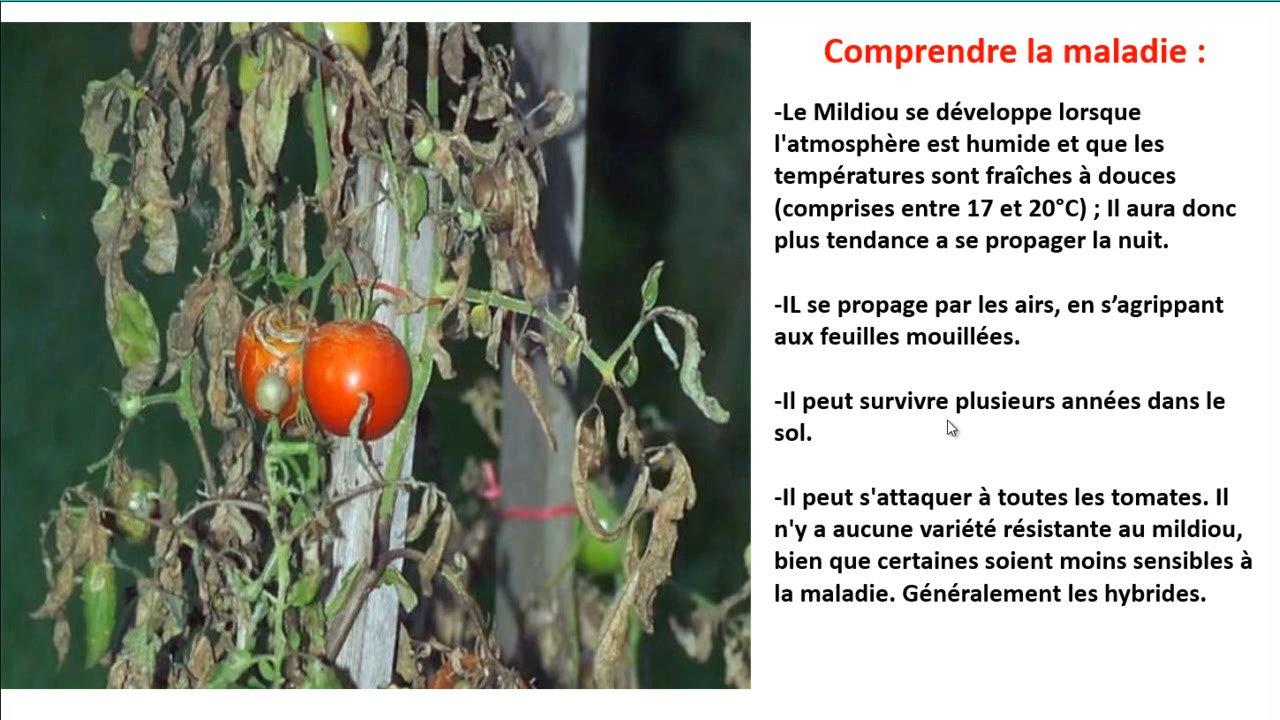 Comprendre la maladie :
-Le Mildiou se développe lorsque
l'atmosphère est humide et que les
températures sont fraîches à douces
(comprises entre 17 et 20°C) ; Il aura donc
plus tendance a se propager la nuit.
-IL se propage par les airs, en s’agrippant
aux feuilles mouillées.
-Il peut survivre plusieurs années dans le
sol.
-Il peut s'attaquer à toutes les tomates. Il
n'y a aucune variété résistante au mildiou,
bien que certaines soient moins sensibles à
la maladie. Généralement les hybrides.